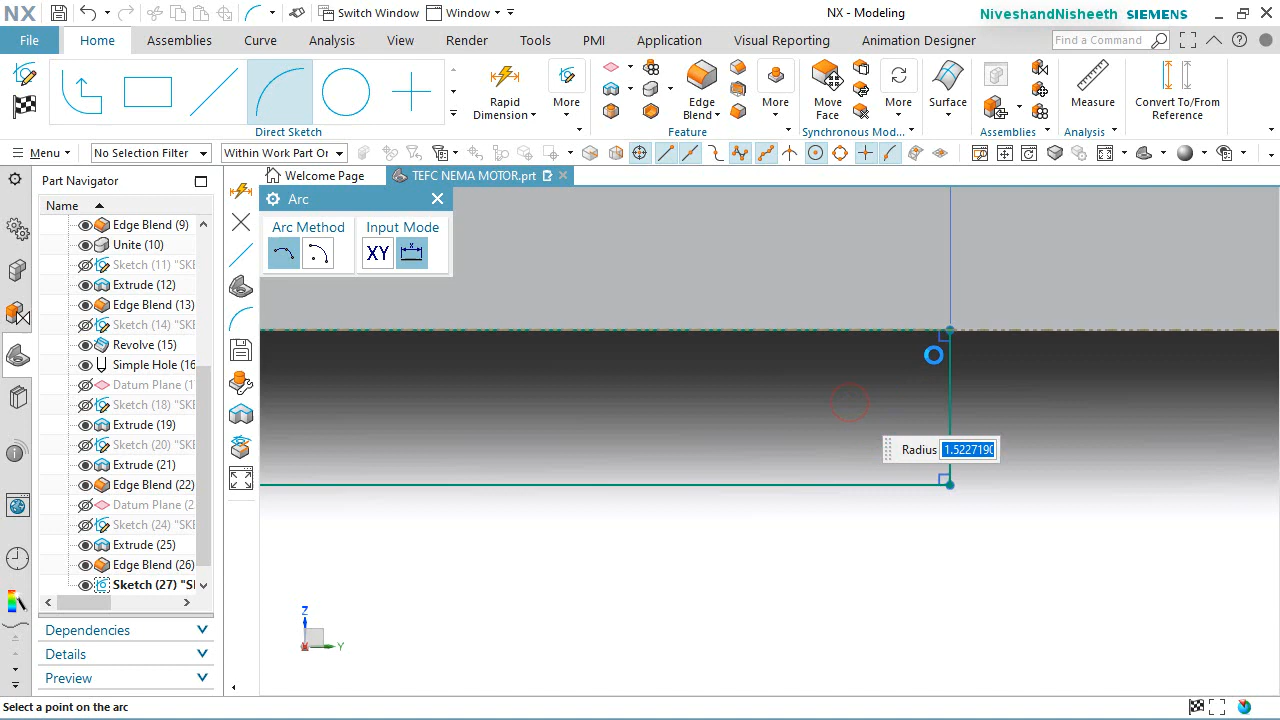 NX
Switch Window
Window
NX - Modeling
NiveshandNisheeth SIEMENS
File
Home
Assemblies
Curve
Analysis
View
Render
Tools
PMI
Application
Visual Reporting
Animation Designer
Find a Command
Direct Sketch
Rapid
Dimension
More
Edge
Blend
More
Feature
Move
Face
More
Synchronous Mod...
Surface
Assemblies
Measure
Analysis
Convert To/From
Reference
Menu
No Selection Filter
Within Work Part On
Part Navigator
Welcome Page
TEFC NEMA MOTOR.prt
Name
Arc
Arc Method
Input Mode
XY
Edge Blend (9)
Unite (10)
Sketch (11) "SKE
Extrude (12)
Edge Blend (13)
Sketch (14) "SKE
Revolve (15)
Simple Hole (16
Datum Plane (1
Sketch (18) "SKE
Extrude (19)
Sketch (20) "SKE
Extrude (21)
Edge Blend (22)
Datum Plane (2
Sketch (24) "SKE
Extrude (25)
Edge Blend (26)
Sketch (27) "SI
Radius 1.5227190
Dependencies
Details
Preview
Z
Y
Select a point on the arc